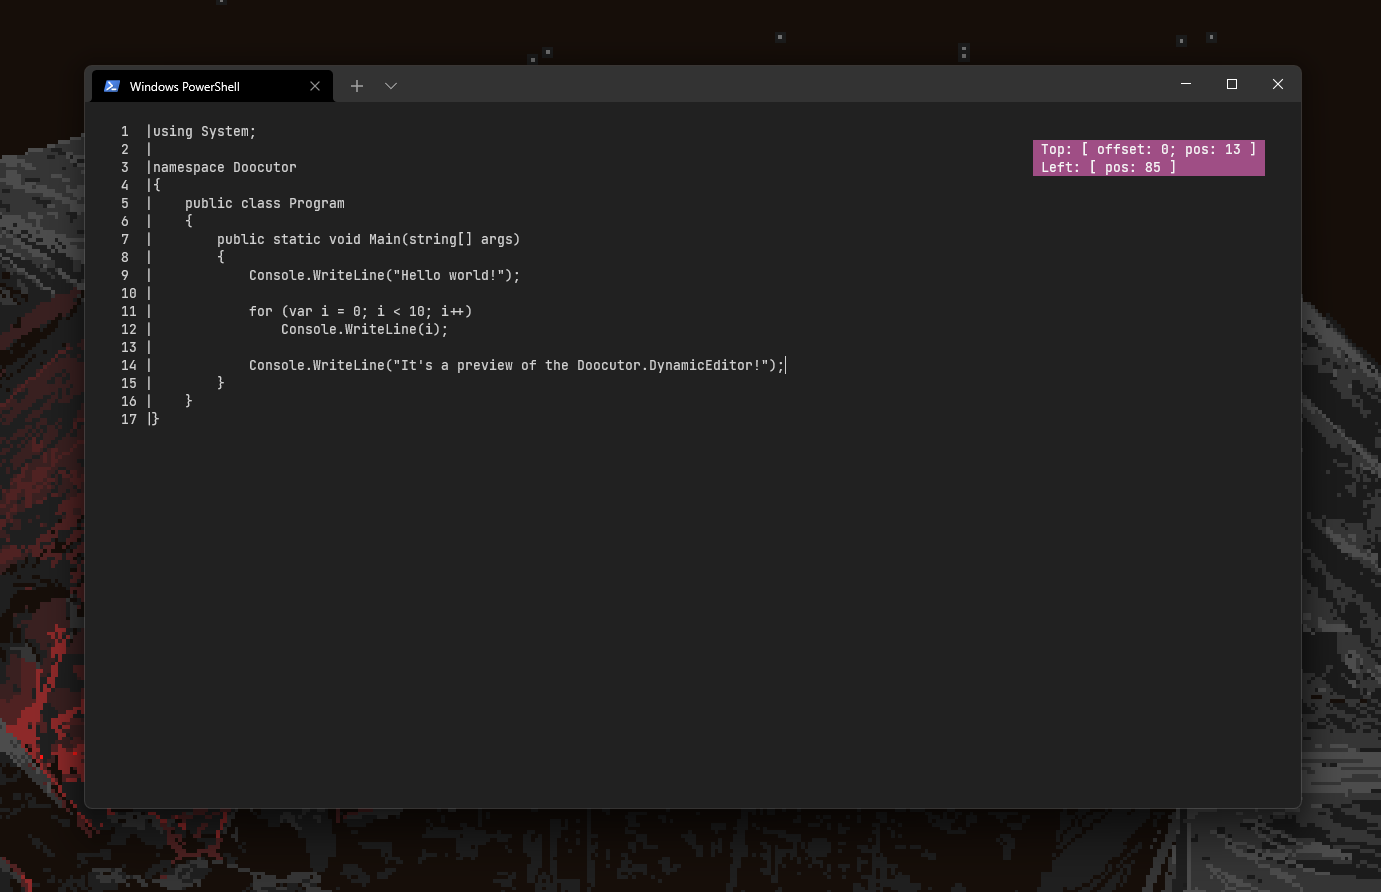 Windows PowerShell
1 |using System;
2 |
3 |namespace Doocutor
4 |{
5 |    public class Program
6 |    {
7 |        public static void Main(string[] args)
8 |        {
9 |            Console.WriteLine("Hello world!");
10 |
11 |            for (var i = 0; i < 10; i++)
12 |                Console.WriteLine(i);
13 |
14 |            Console.WriteLine("It's a preview of the Doocutor.DynamicEditor!");
15 |        }
16 |    }
17 |}
Top: [ offset: 0; pos: 13 ]
Left: [ pos: 85 ]